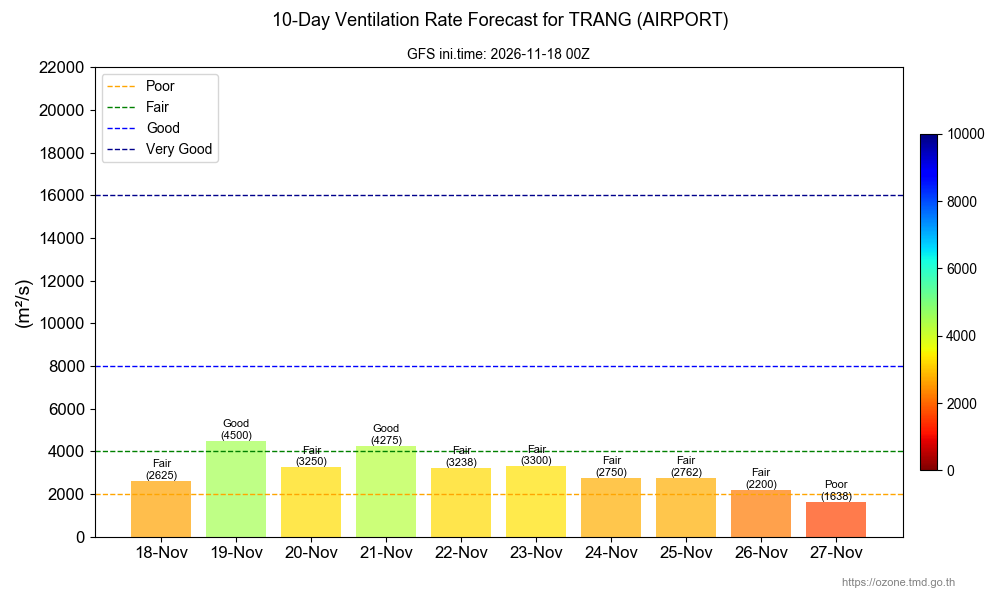 10-Day Ventilation Rate Forecast for TRANG (AIRPORT)
GFS ini.time: 2026-11-18 00Z
(m²/s)
22000
20000
18000
16000
14000
12000
10000
8000
6000
4000
2000
0
Poor
Fair
Good
Very Good
Fair
(2625)
Good
(4500)
Fair
(3250)
Good
(4275)
Fair
(3238)
Fair
(3300)
Fair
(2750)
Fair
(2762)
Fair
(2200)
Poor
(1638)
18-Nov 19-Nov 20-Nov 21-Nov 22-Nov 23-Nov 24-Nov 25-Nov 26-Nov 27-Nov
10000
8000
6000
4000
2000
0
https://ozone.tmd.go.th